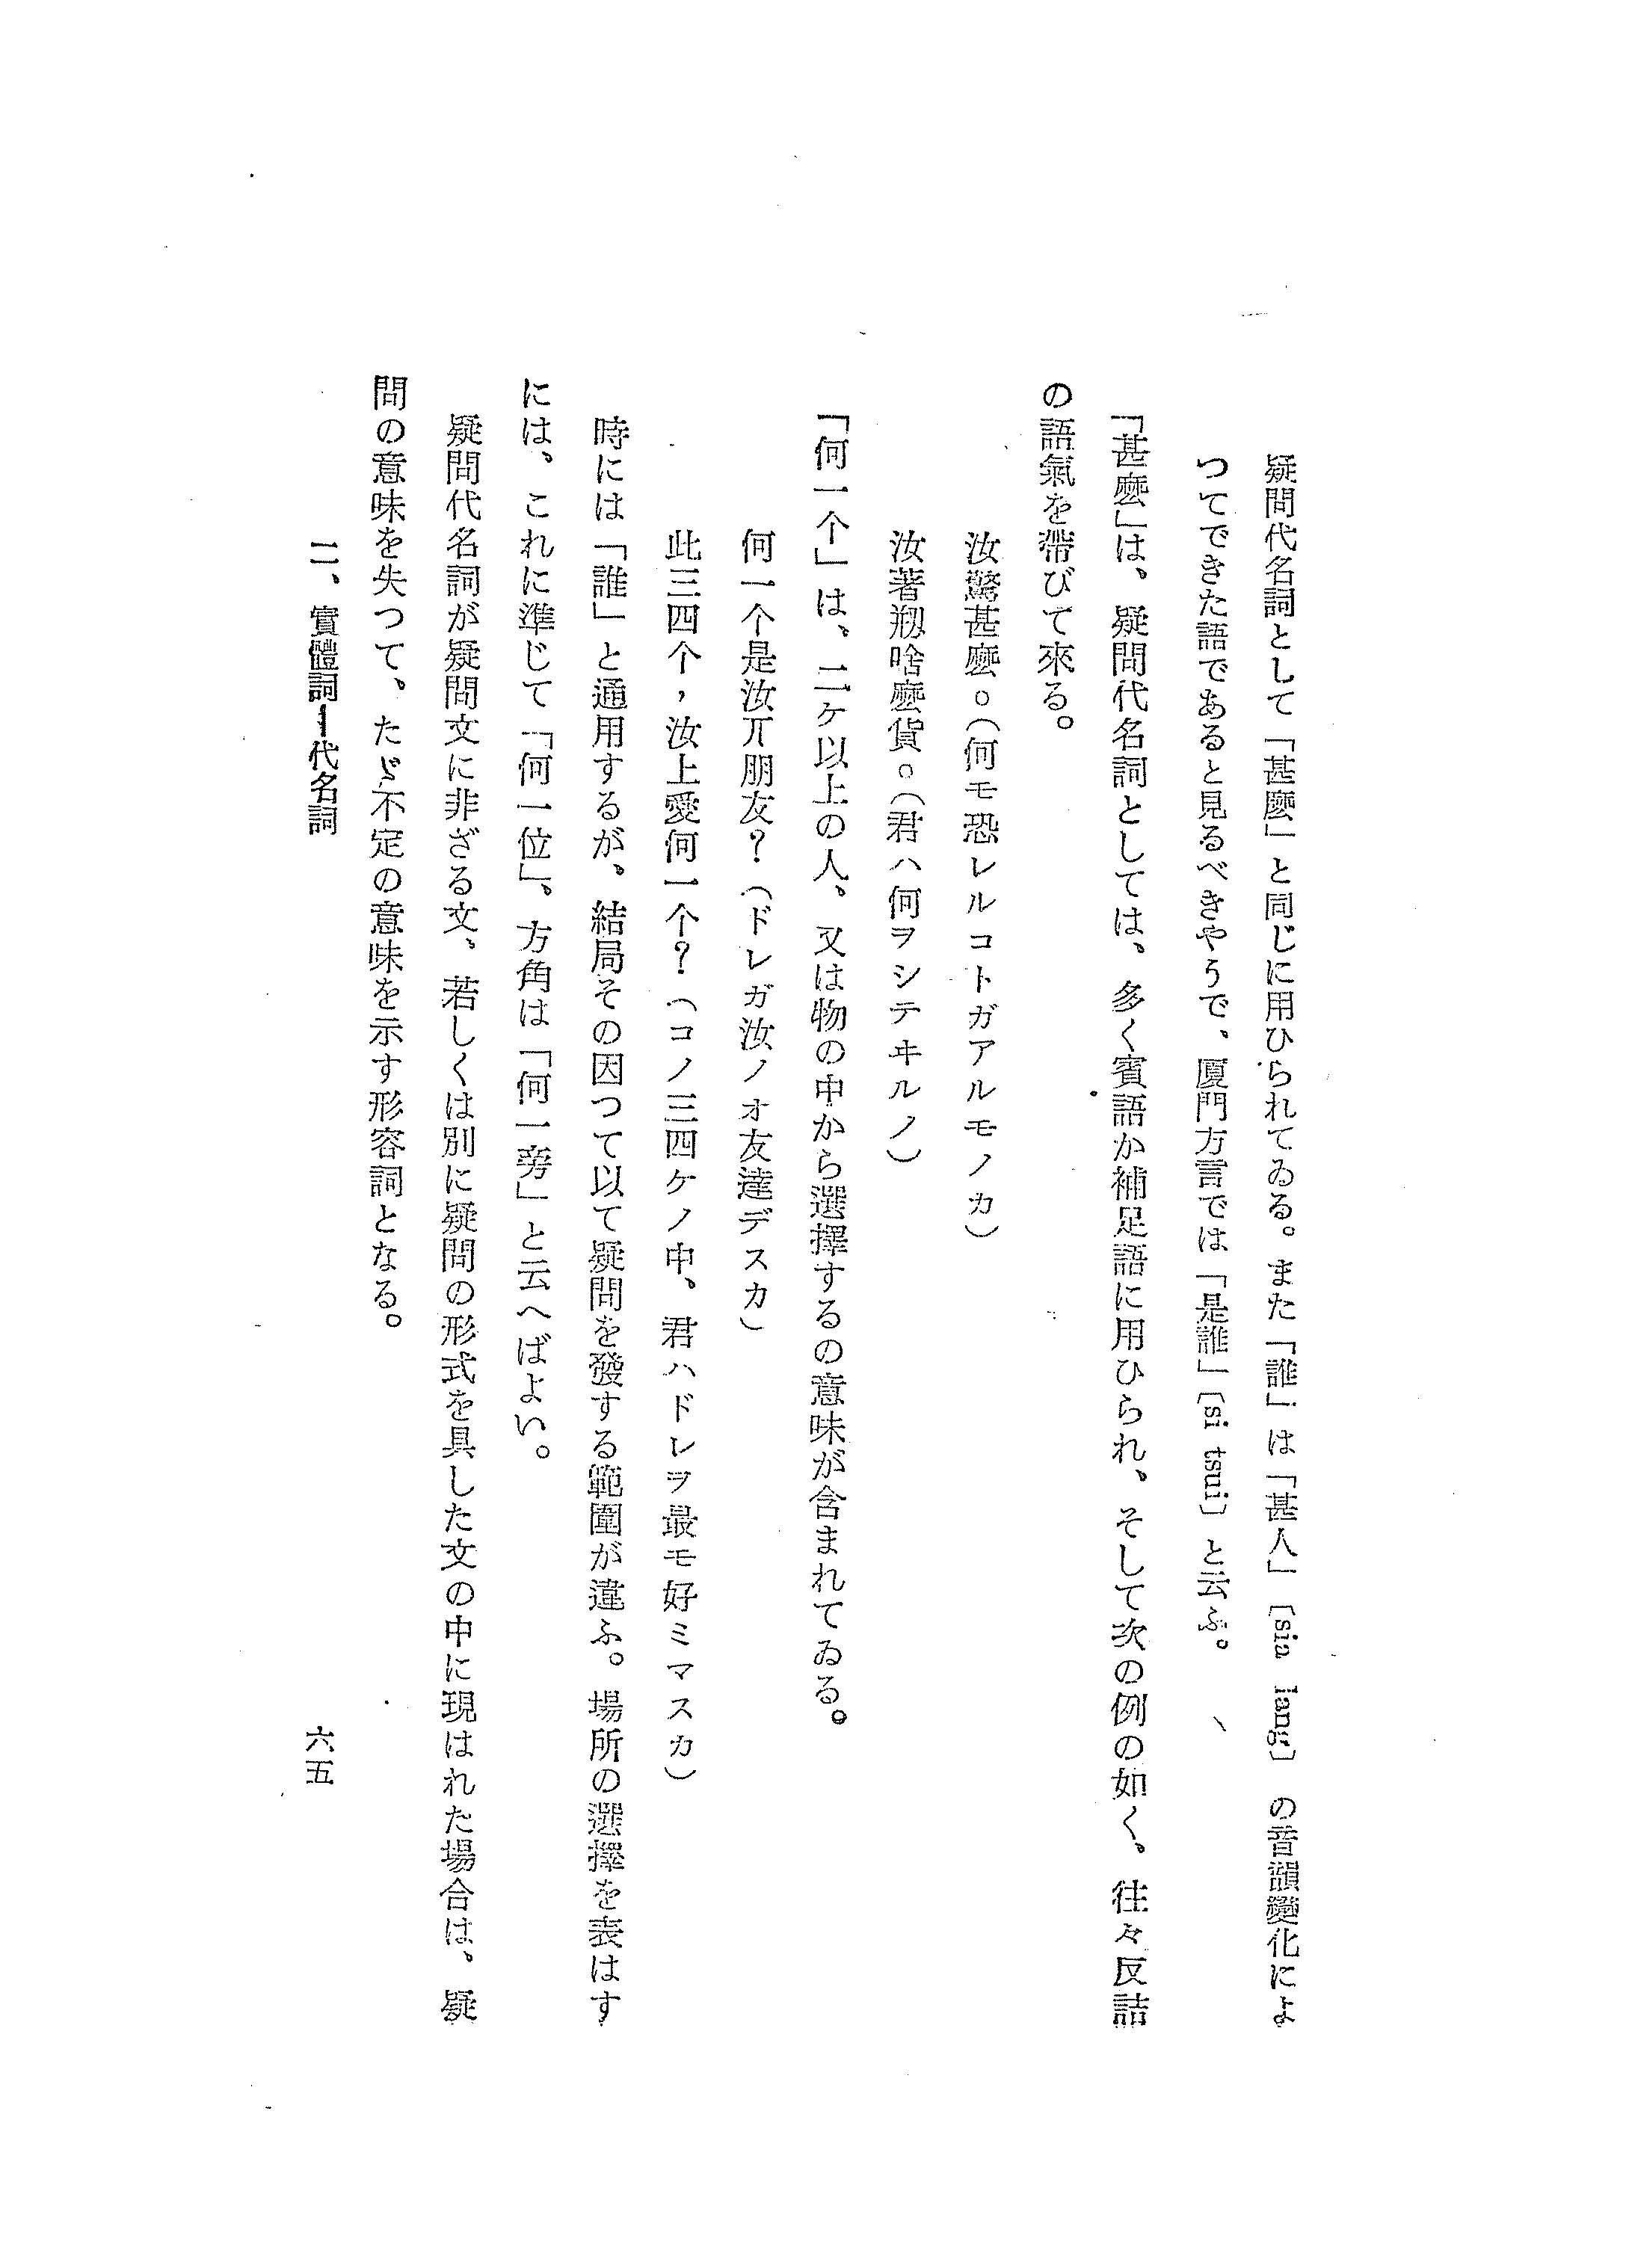 疑問代名詞として「甚麼」と同じに用ひられてゐる。また「誰」は「甚人」〔sia lang〕の音韻變化によ
つてできた語であると見るべきやうで、厦門方言では「是誰」〔si tsui〕と云ふ。
「甚麼」は、疑問代名詞としては、多く賓語か補足語に用ひられ、そして次の例の如く、往々反詰
の語氣を帶びて來る。
汝驚甚麼。(何モ恐レルコトガアルモノカ)
汝著剏啥麼貨。(君ハ何ヲシテヰルノ)
「何一个」は、二ケ以上の人、又は物の中から選擇するの意味が含まれてゐる。
何一个是汝丌朋友?(ドレガ汝ノオ友達デスカ)
此三四个,汝上愛何一个?(コノ三四ケノ中、君ハドレヲ最モ好ミマスカ)
時には「誰」と通用するが、結局その因つて以て疑問を發する範圍が違ふ。場所の選擇を表はす
には、これに準じて「何一位」、方角は「何一旁」と云へばよい。
疑問代名詞が疑問文に非ざる文、若しくは別に疑問の形式を具した文の中に現はれた場合は、疑
問の意味を失つて、たゞ不定の意味を示す形容詞となる。
二、實體詞―代名詞
六五